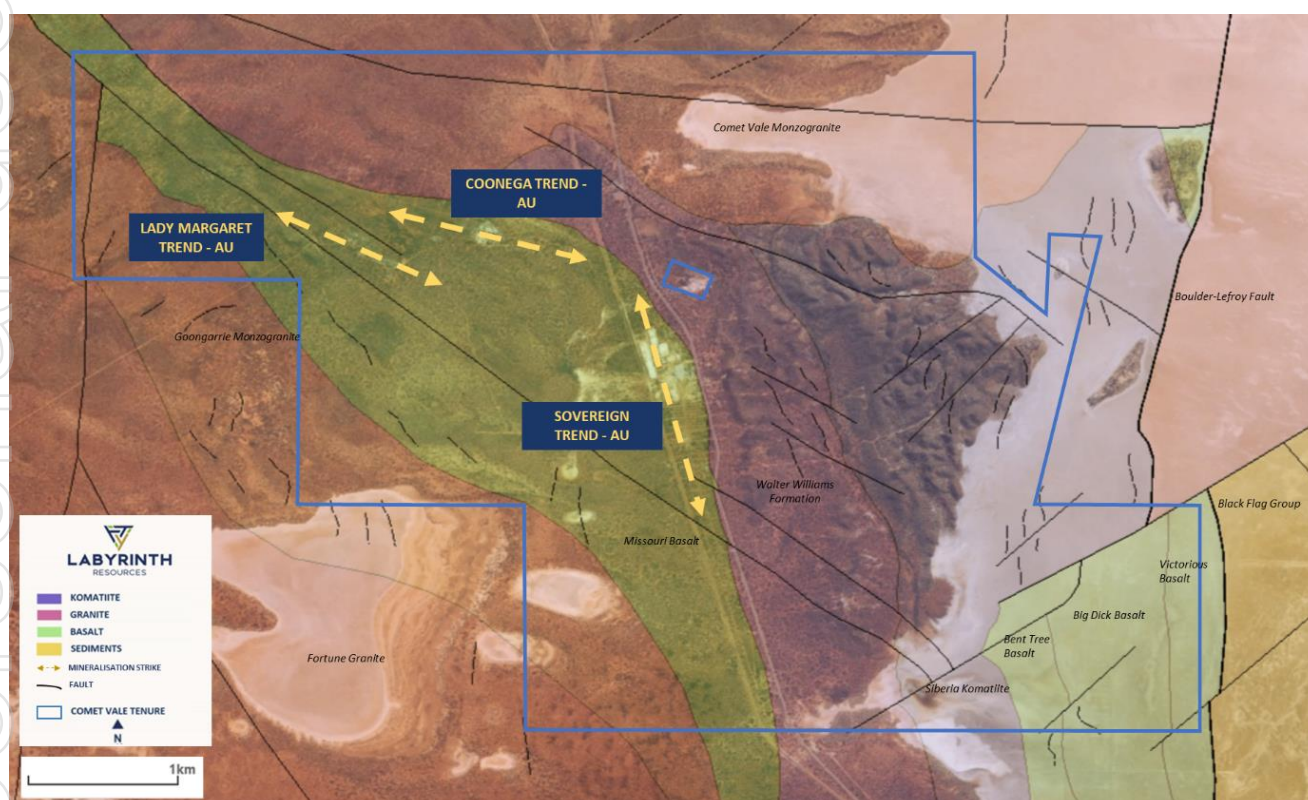 Comet Vale Monzogranite
COONEGA TREND -
AU
LADY MARGARET
TREND - AU
Boulder-Lefroy Fault
Goongarrie Monzogranite
SOVEREIGN
TREND - AU
Walter Williams
Formation
Black Flag Group
Missouri Basalt
Victorious
Basalt
Big Dick Basalt
Bent Tree
Basalt
Fortune Granite
Siberia Komatiite
LABYRINTH
RESOURCES
KOMATIITE
GRANITE
BASALT
SEDIMENTS
MINERALISATION STRIKE
FAULT
COMET VALE TENURE
N
1km